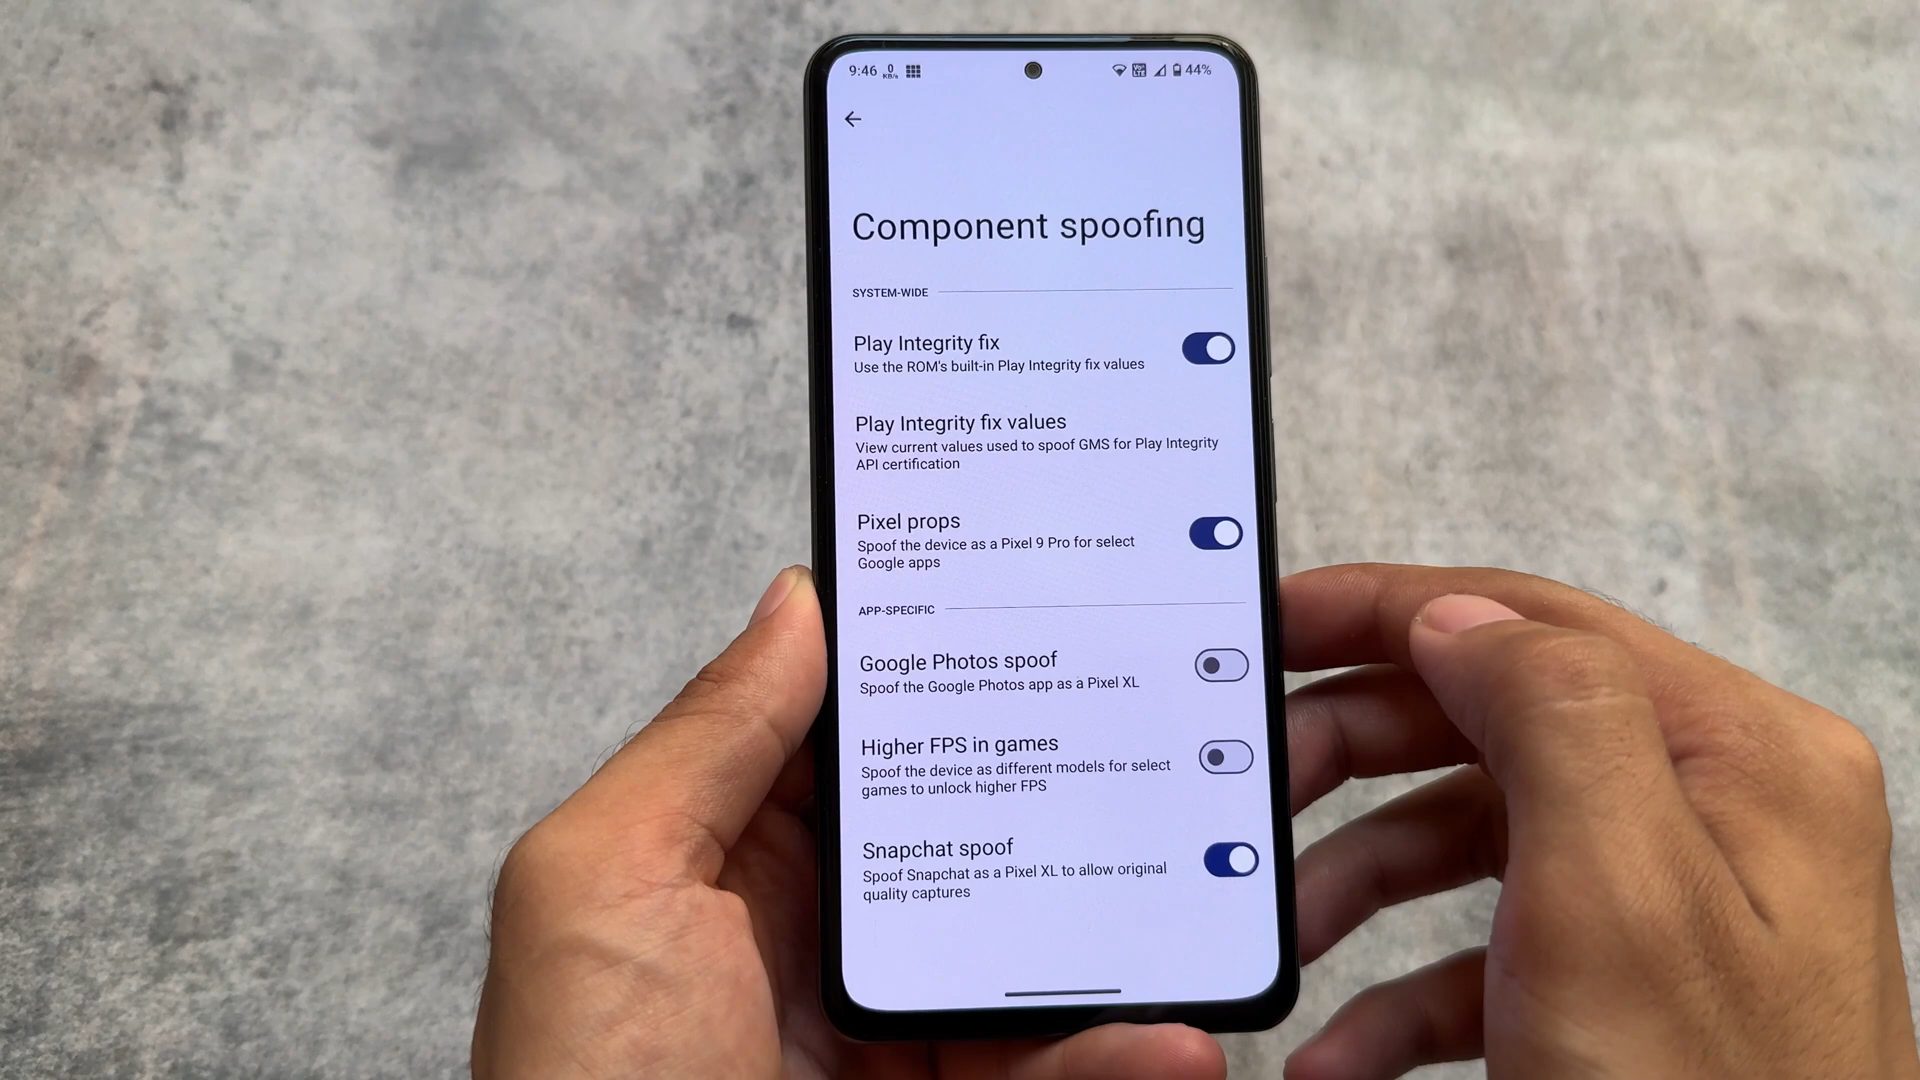 9:46 0 KB/s Vo LTE 44%
Component spoofing
SYSTEM-WIDE
Play Integrity fix
Use the ROM's built-in Play Integrity fix values
Play Integrity fix values
View current values used to spoof GMS for Play Integrity
API certification
Pixel props
Spoof the device as a Pixel 9 Pro for select
Google apps
APP-SPECIFIC
Google Photos spoof
Spoof the Google Photos app as a Pixel XL
Higher FPS in games
Spoof the device as different models for select
games to unlock higher FPS
Snapchat spoof
Spoof Snapchat as a Pixel XL to allow original
quality captures